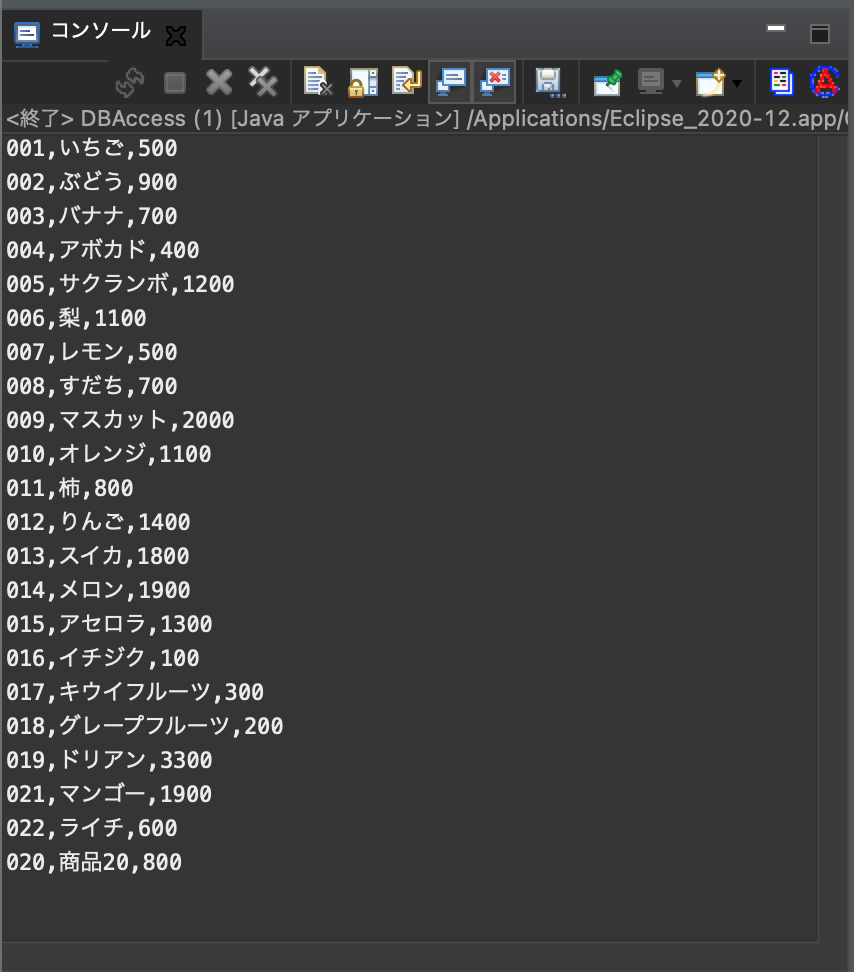 コンソール
<終了> DBAccess (1) [Java アプリケーション] /Applications/Eclipse_2020-12.app/
001,いちご,500
002,ぶどう,900
003,バナナ,700
004,アボカド,400
005,サクランボ,1200
006,梨,1100
007,レモン,500
008,すだち,700
009,マスカット,2000
010,オレンジ,1100
011,柿,800
012,りんご,1400
013,スイカ,1800
014,メロン,1900
015,アセロラ,1300
016,イチジク,100
017,キウイフルーツ,300
018,グレープフルーツ,200
019,ドリアン,3300
021,マンゴー,1900
022,ライチ,600
020,商品20,800